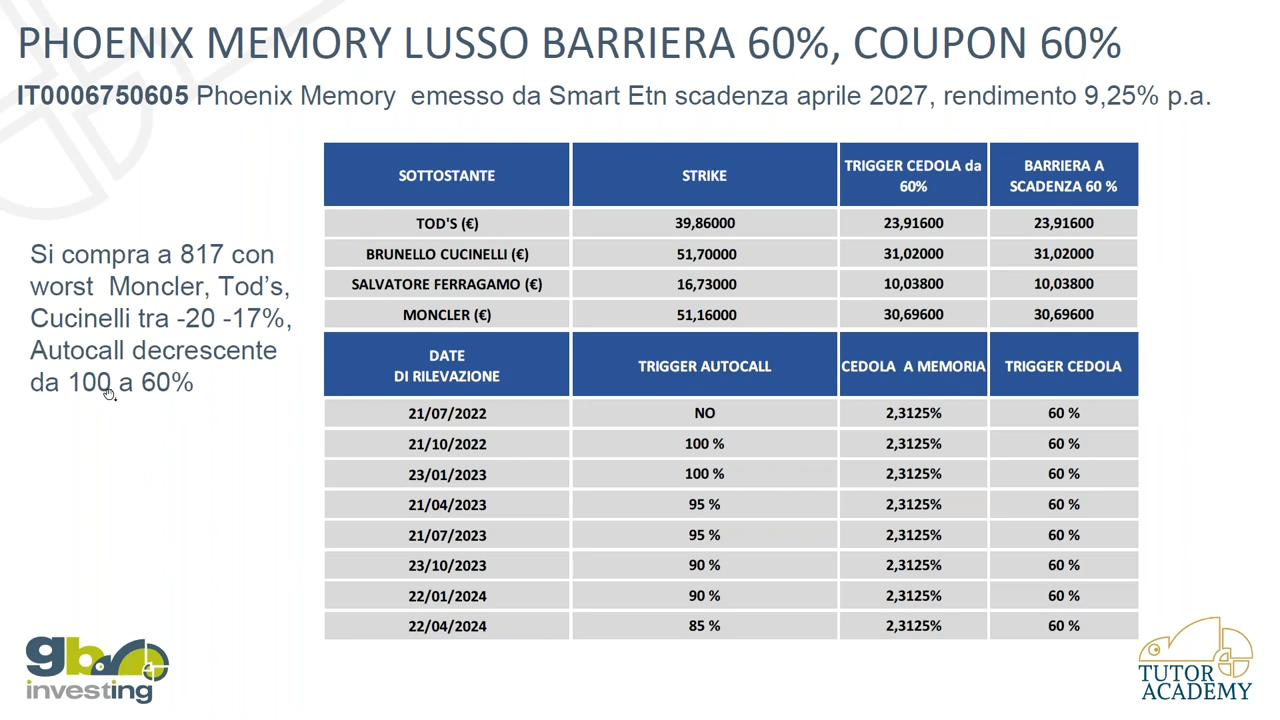 PHOENIX MEMORY LUSSO BARRIERA 60%, COUPON 60%
IT0006750605 Phoenix Memory emesso da Smart Etn scadenza aprile 2027, rendimento 9,25% p.a.
Si compra a 817 con
worst Moncler, Tod's,
Cucinelli tra -20 -17%,
Autocall decrescente
da 100 a 60%
SOTTOSTANTE STRIKE TRIGGER CEDOLA da 60% BARRIERA A SCADENZA 60 %
TOD'S (€) 39,86000 23,91600 23,91600
BRUNELLO CUCINELLI (€) 51,70000 31,02000 31,02000
SALVATORE FERRAGAMO (€) 16,73000 10,03800 10,03800
MONCLER (€) 51,16000 30,69600 30,69600
DATE DI RILEVAZIONE TRIGGER AUTOCALL CEDOLA A MEMORIA TRIGGER CEDOLA
21/07/2022 NO 2,3125% 60 %
21/10/2022 100 % 2,3125% 60 %
23/01/2023 100 % 2,3125% 60 %
21/04/2023 95 % 2,3125% 60 %
21/07/2023 95 % 2,3125% 60 %
23/10/2023 90 % 2,3125% 60 %
22/01/2024 90 % 2,3125% 60 %
22/04/2024 85 % 2,3125% 60 %
gb
investing
TUTOR
ACADEMY